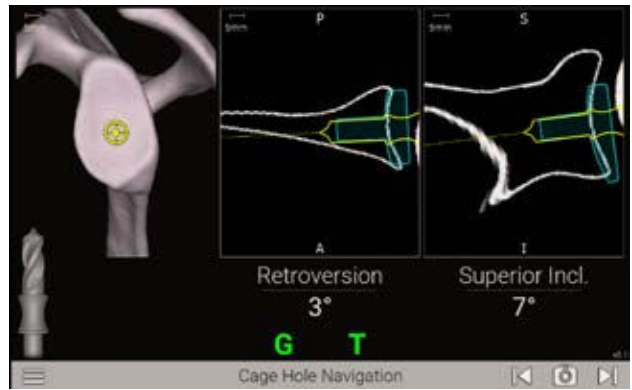 5mm
P
5mm
S
5mm
A
I
Retroversion
Superior Incl.
3°
7°
G T
Cage Hole Navigation